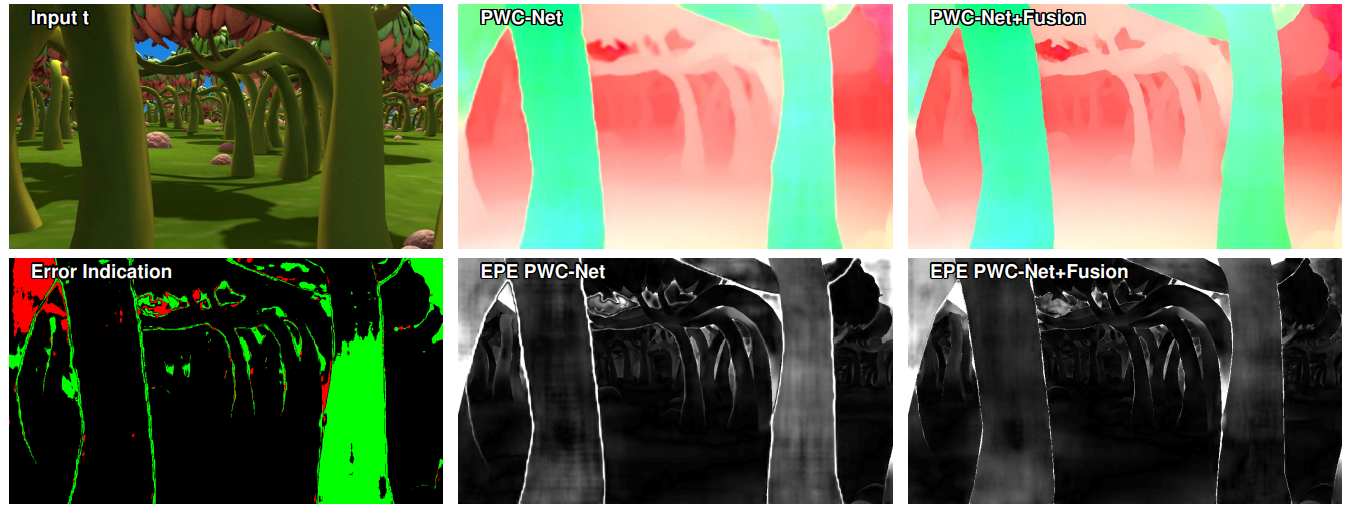 Input t
PWC-Net
PWC-Net+Fusion
Error Indication
EPE PWC-Net
EPE PWC-Net+Fusion